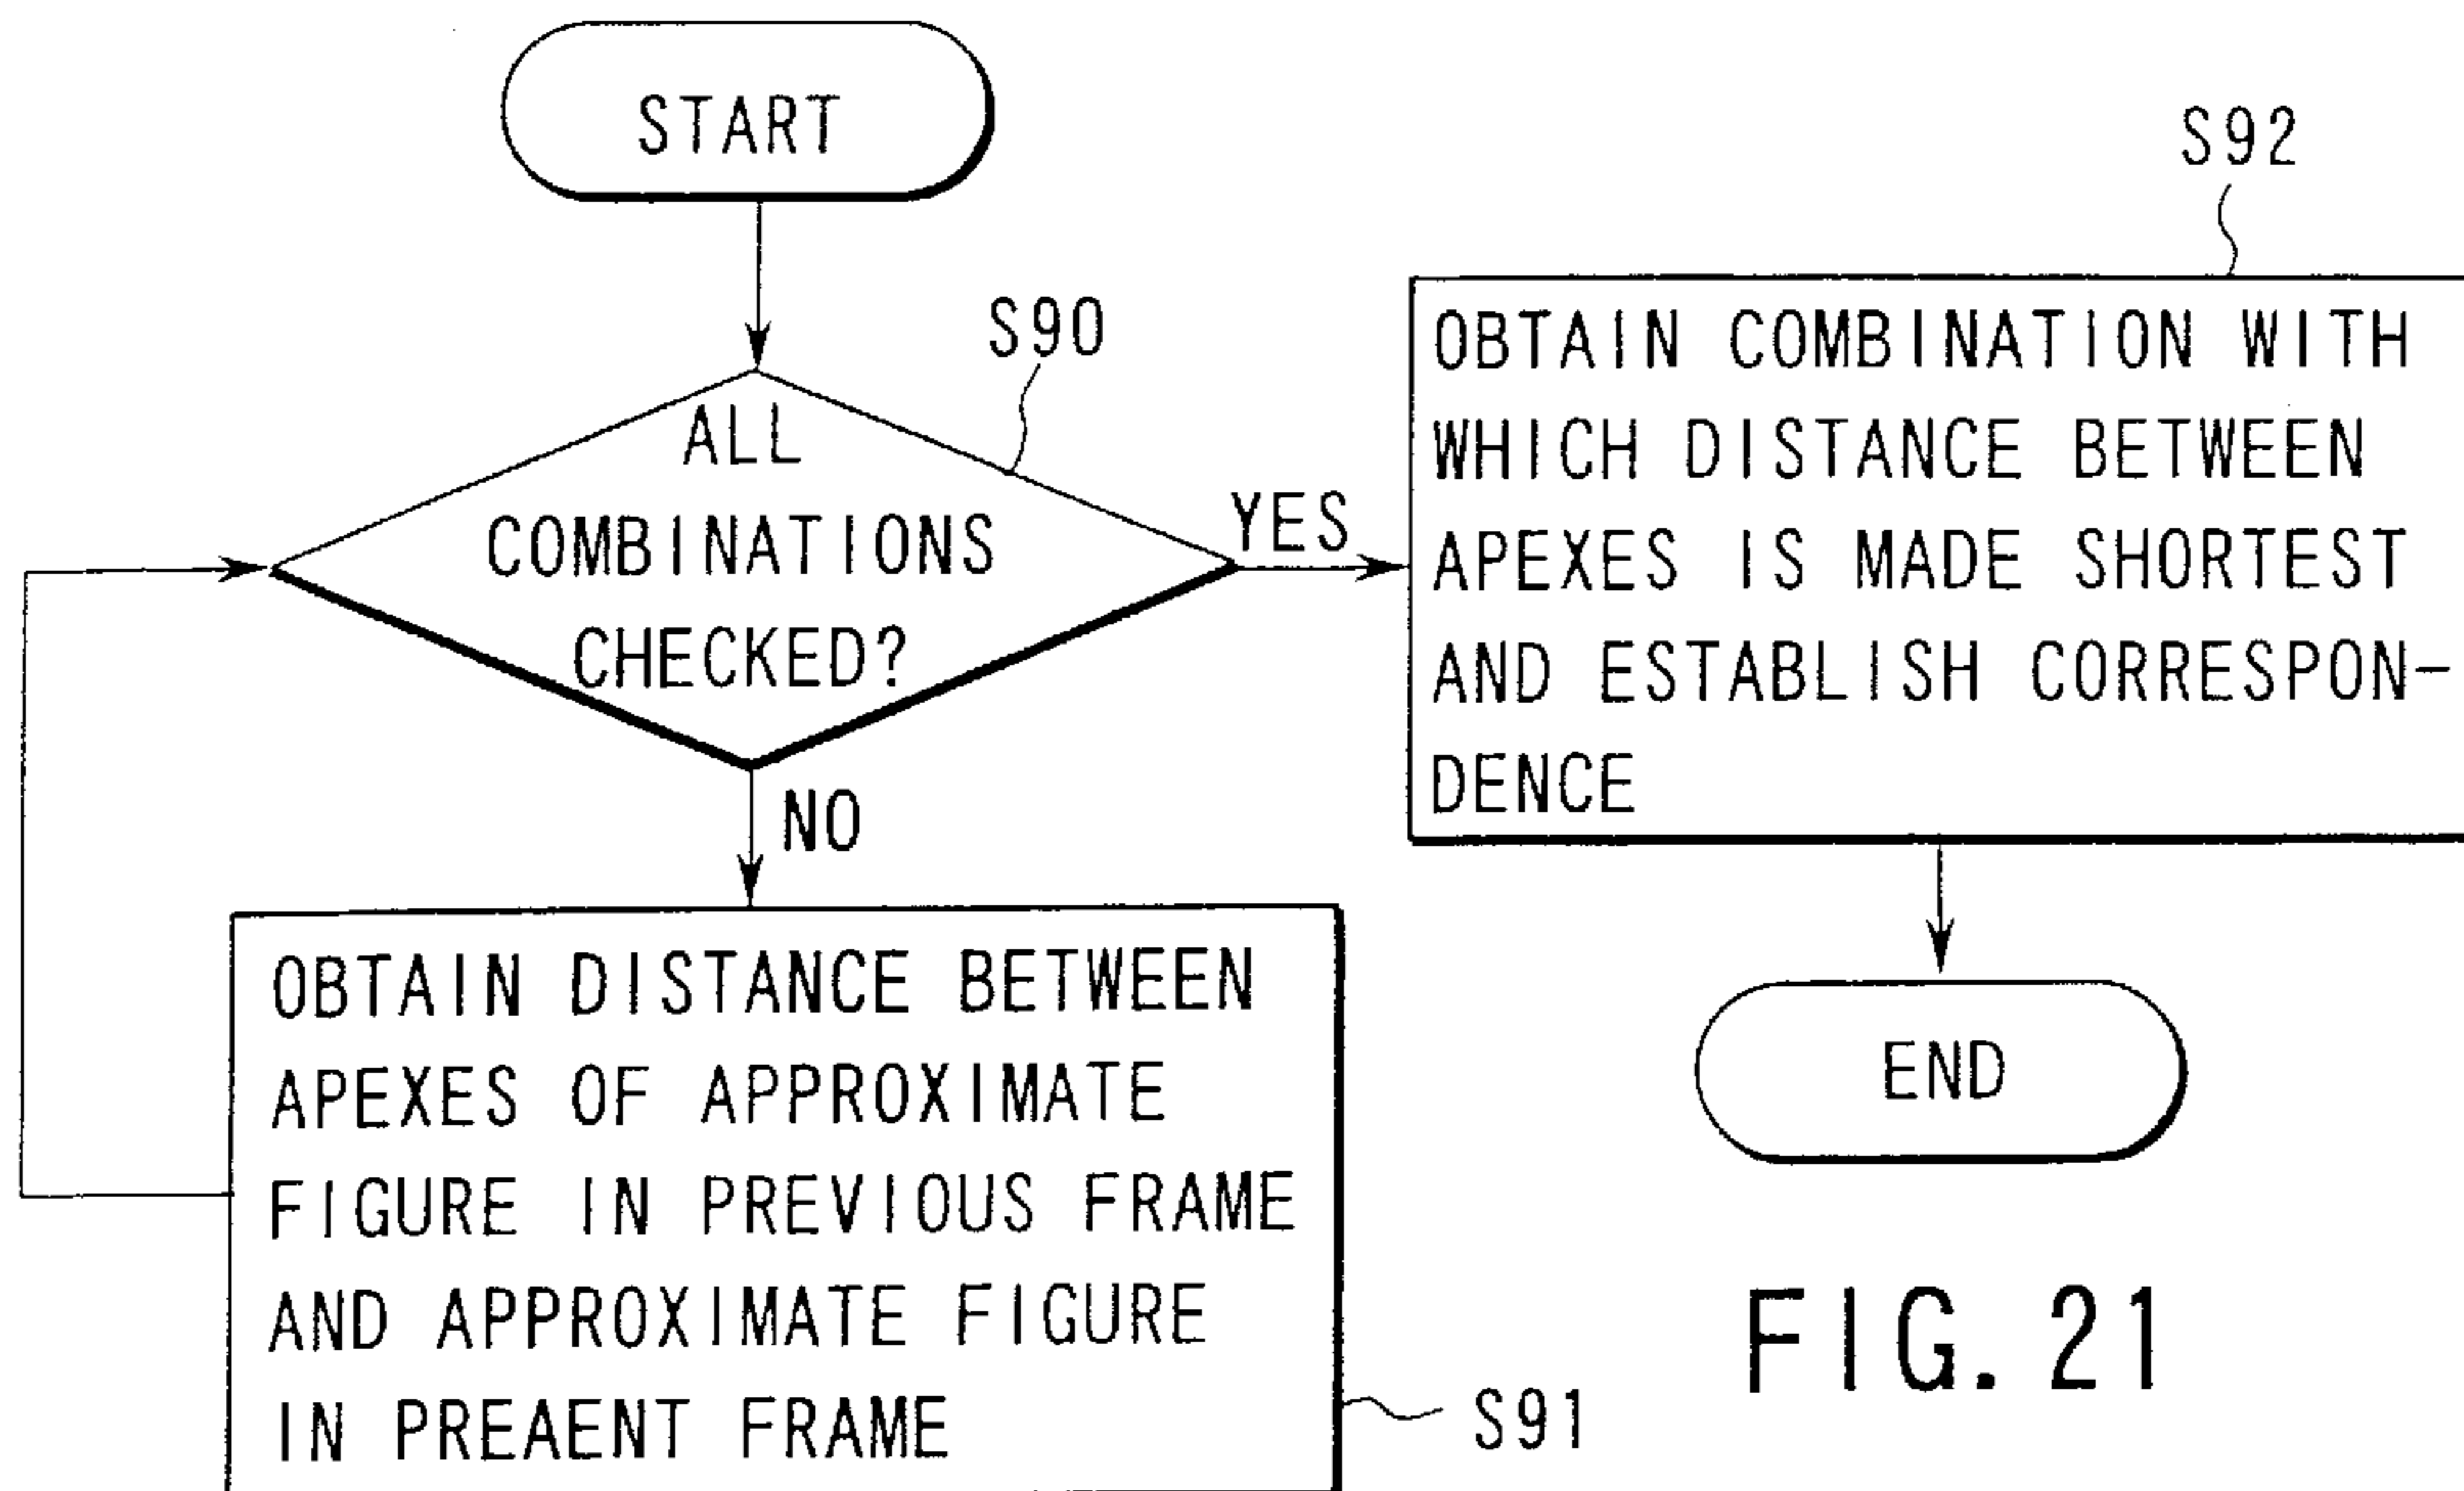 START
S90
ALL
COMBINATIONS
CHECKED?
YES
NO
OBTAIN DISTANCE BETWEEN
APEXES OF APPROXIMATE
FIGURE IN PREVIOUS FRAME
AND APPROXIMATE FIGURE
IN PREAENT FRAME
S91
S92
OBTAIN COMBINATION WITH
WHICH DISTANCE BETWEEN
APEXES IS MADE SHORTEST
AND ESTABLISH CORRESPON-
DENCE
END
FIG. 21